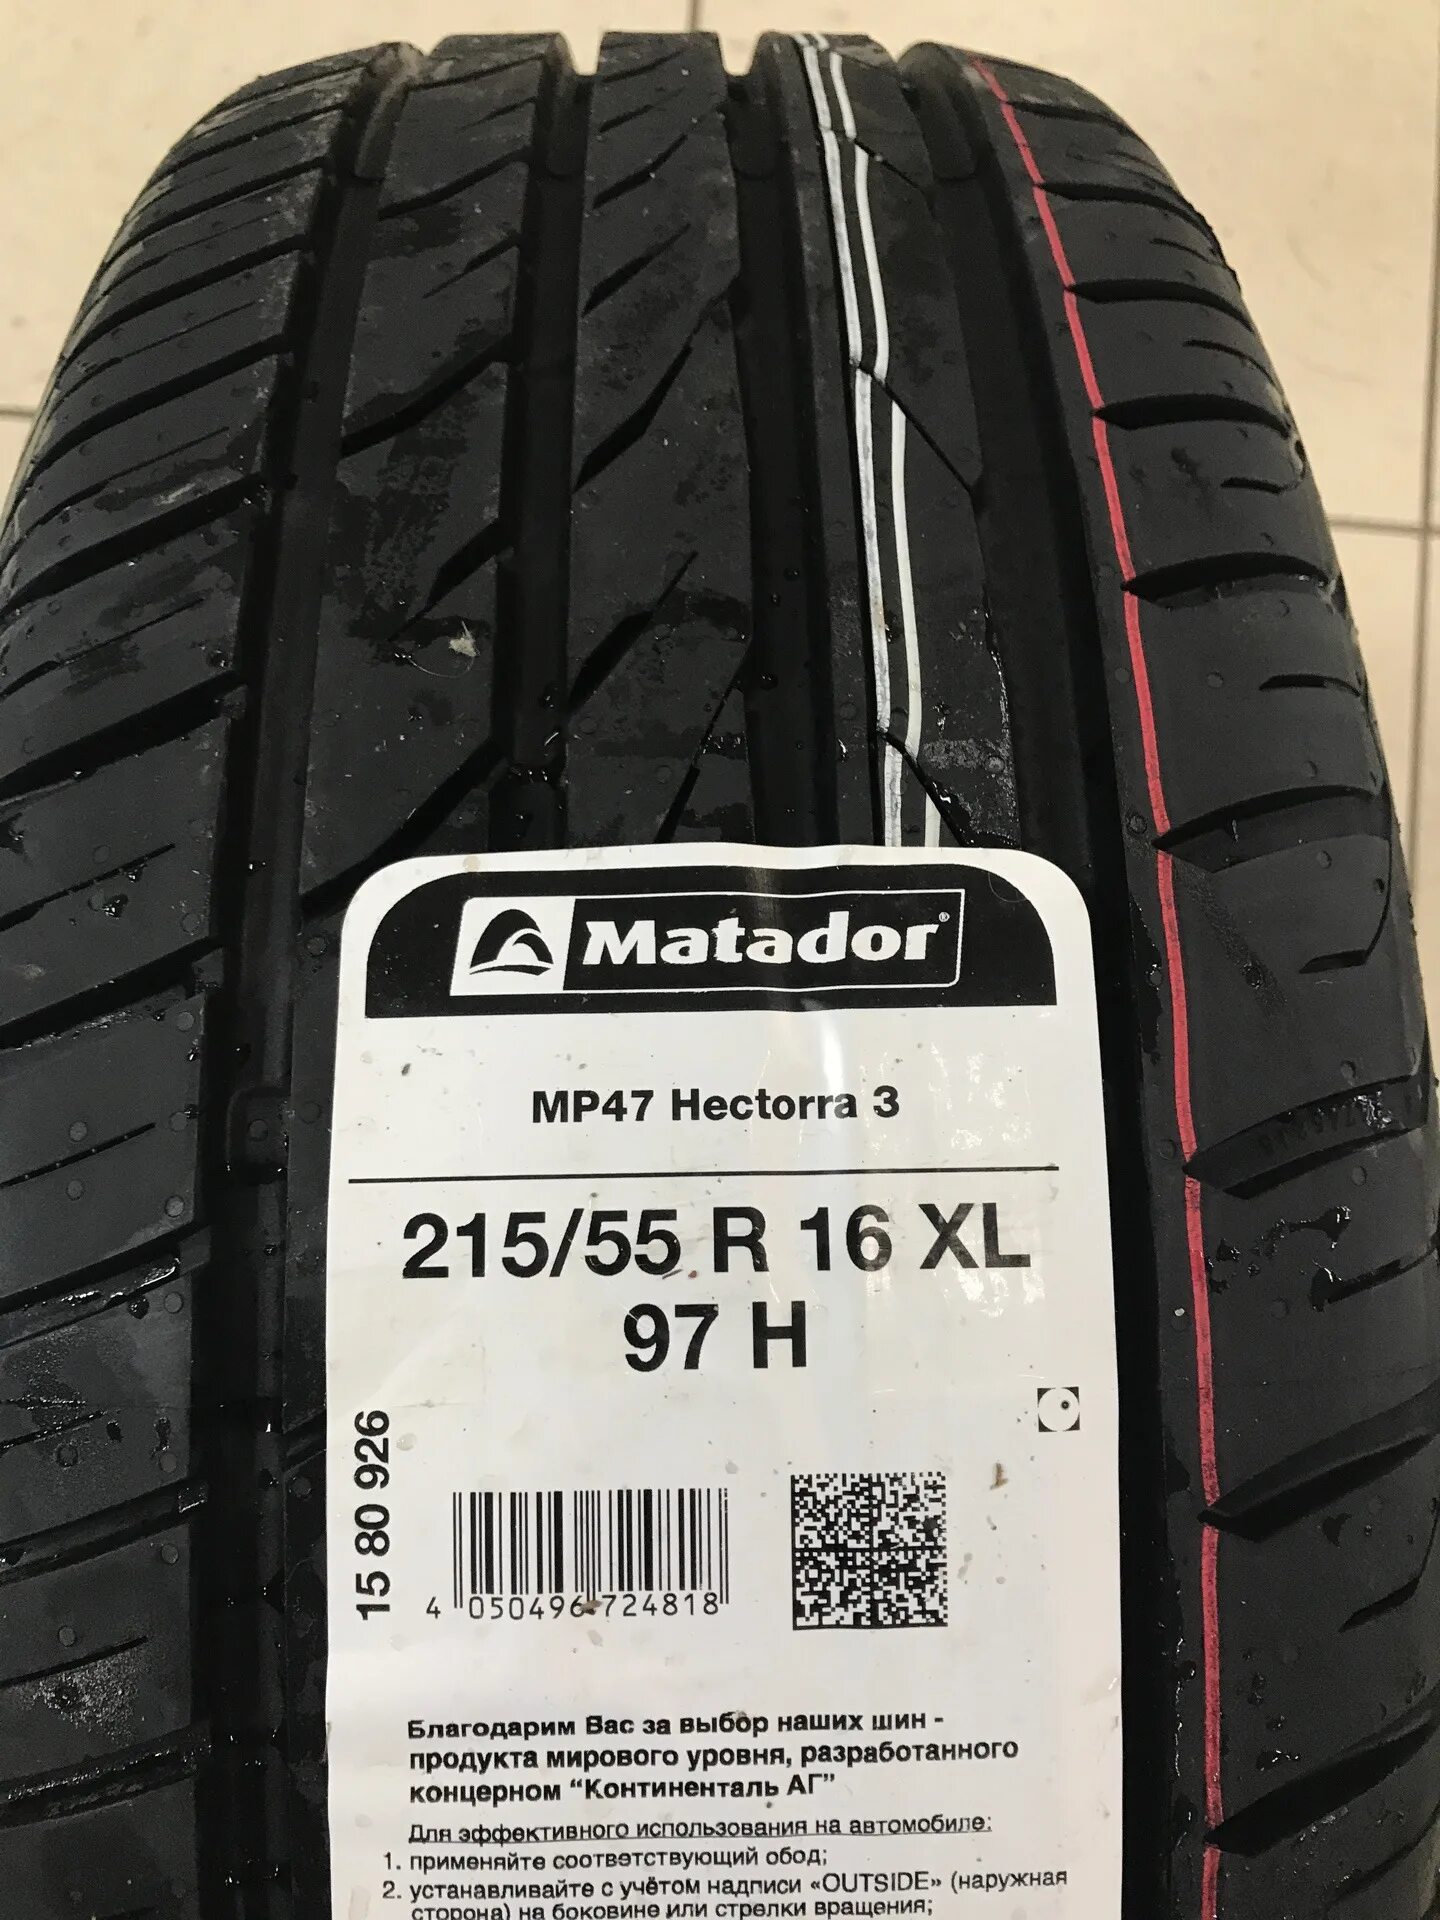 Matador®
MP47 Hectorra 3
215/55 R 16 XL
97 H
15 80 926
4 050496 724818
Благодарим Вас за выбор наших шин -
продукта мирового уровня, разработанного
концерном “Континенталь АГ”
Для эффективного использования на автомобиле:
1. применяйте соответствующий обод;
2. устанавливайте с учётом надписи «OUTSIDE» (наружная
сторона) на боковине или стрелки вращения;